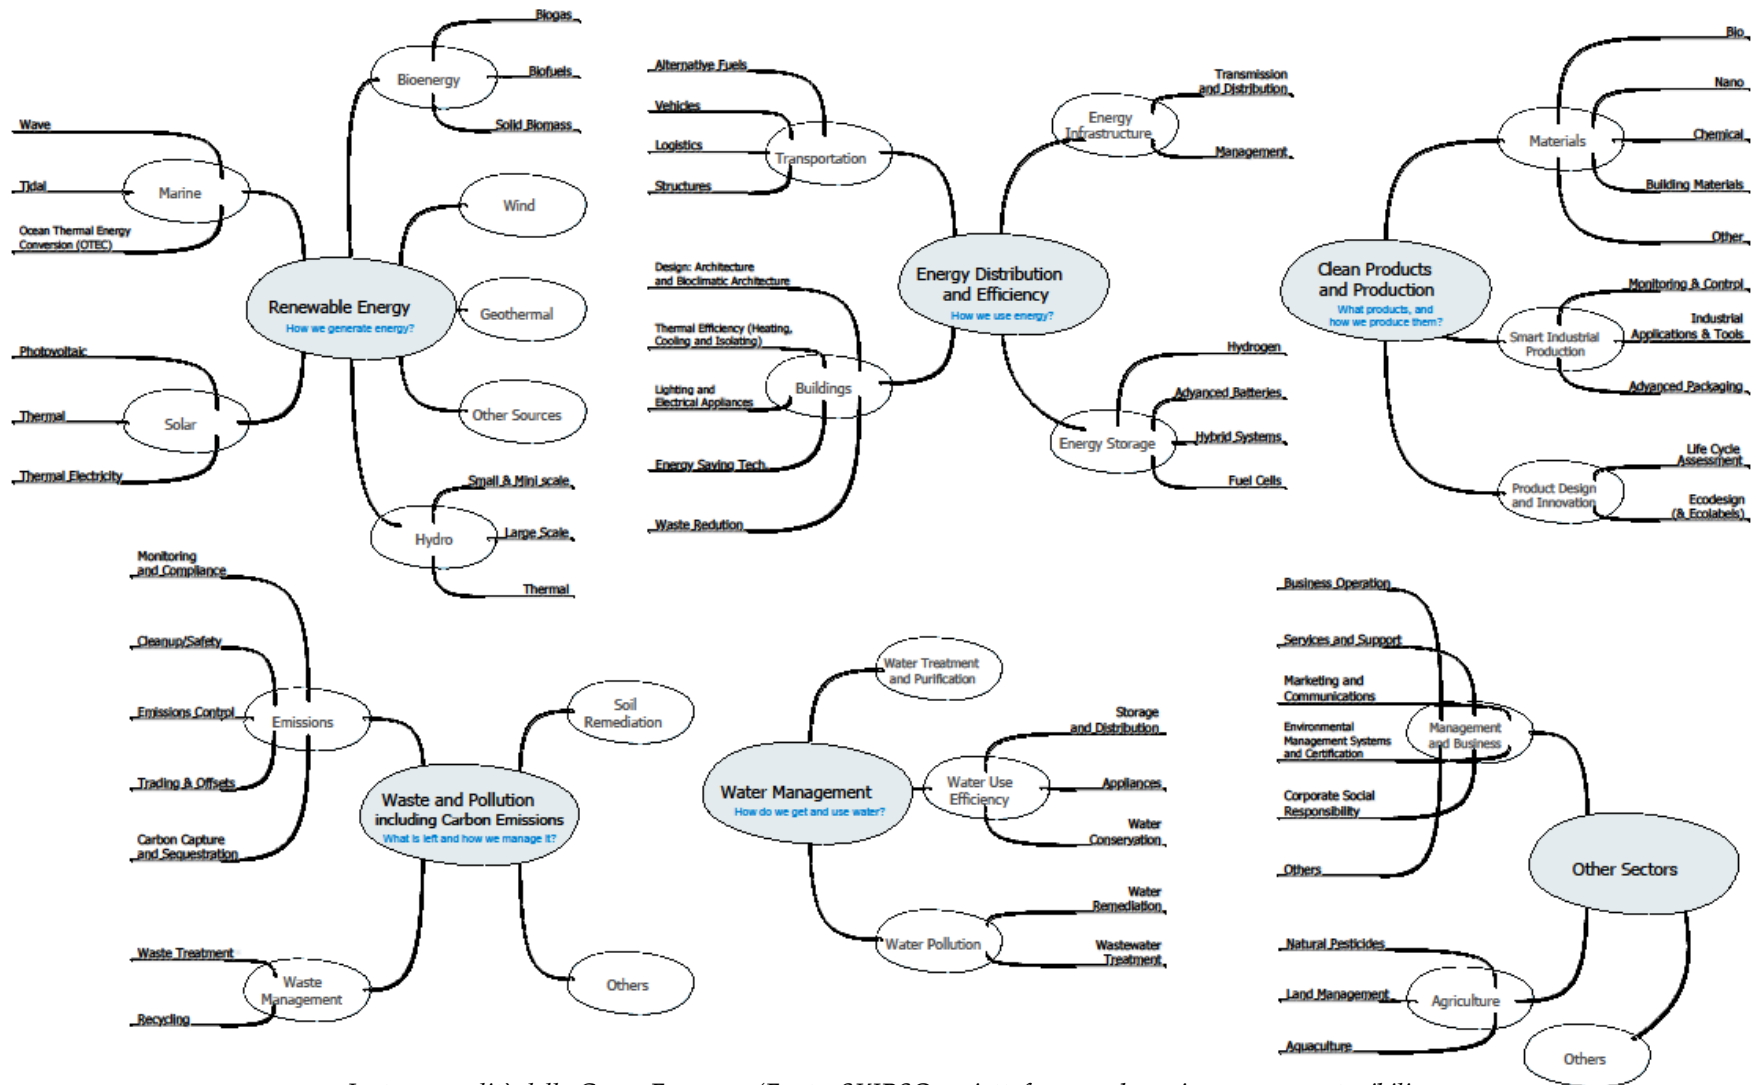 Biogas
Bioenergy
Biofuels
Solid Biomass
Wave
Marine
Tidal
Ocean Thermal Energy
Conversion (OTEC)
Wind
Renewable Energy
How we generate energy?
Geothermal
Photovoltaic
Thermal
Solar
Thermal Electricity
Other Sources
Small & Mini scale
Hydro
Large Scale
Thermal
Alternative Fuels
Vehicles
Logistics
Transportation
Structures
Transmission
and Distribution
Energy
Infrastructure
Management
Energy Distribution
and Efficiency
How we use energy?
Design: Architecture
and Bioclimatic Architecture
Thermal Efficiency (Heating,
Cooling and Isolating)
Buildings
Lighting and
Electrical Appliances
Energy Saving Tech.
Waste Redution
Hydrogen
Advanced Batteries
Energy Storage
Hybrid Systems
Fuel Cells
Bio
Nano
Materials
Chemical
Building Materials
Other
Clean Products
and Production
What products, and
how we produce them?
Monitoring & Control
Smart Industrial
Production
Industrial
Applications & Tools
Advanced Packaging
Life Cycle
Assessment
Product Design
and Innovation
Ecodesign
(& Ecolabels)
Monitoring
and Compliance
Cleanup/Safety
Emissions Control
Emissions
Trading & Offsets
Carbon Capture
and Sequestration
Soil
Remediation
Waste and Pollution
including Carbon Emissions
What is left and how we manage it?
Waste Treatment
Waste
Management
Recycling
Others
Water Treatment
and Purification
Storage
and Distribution
Water Management
How do we get and use water?
Water Use
Efficiency
Appliances
Water
Conservation
Water
Remediation
Water Pollution
Wastewater
Treatment
Business Operation
Services and Support
Marketing and
Communications
Management
and Business
Environmental
Management Systems
and Certification
Corporate Social
Responsibility
Others
Other Sectors
Natural Pesticides
Land Management
Agriculture
Aquaculture
Others